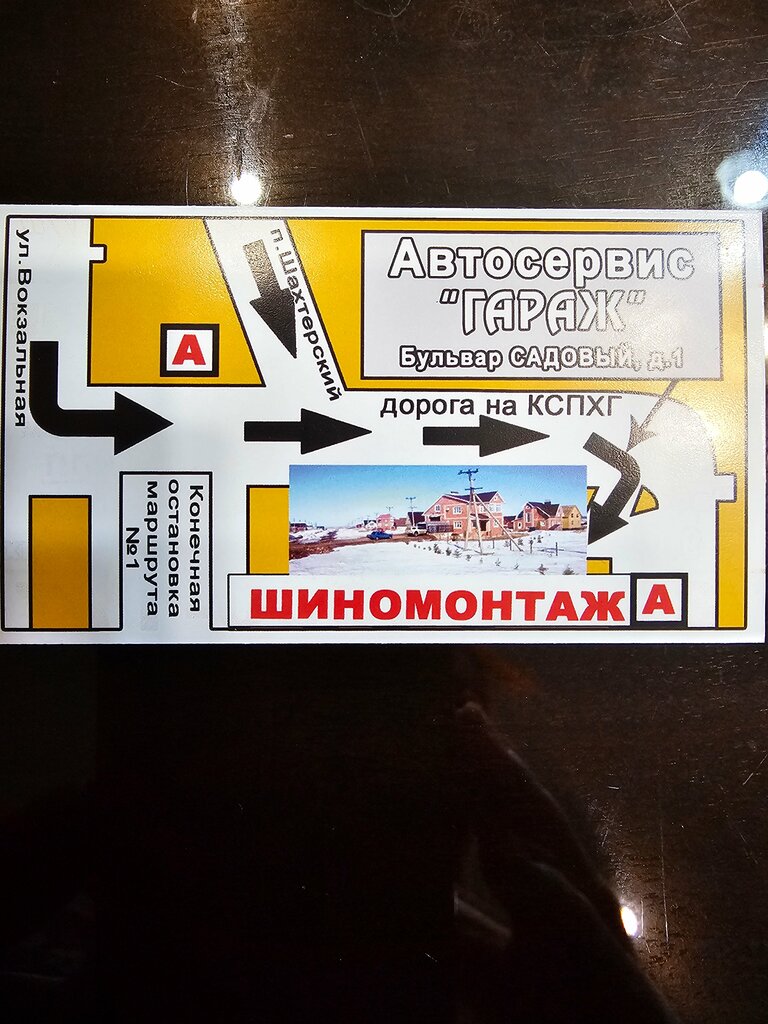 ул. Вокзальная
п.Шахтерский
А
Автосервис
"ГАРАЖ"
Бульвар САДОВЫЙ, д.1
дорога на КСПХГ
Конечная
остановка
маршрута
№1
ШИНОМОНТАЖ
А